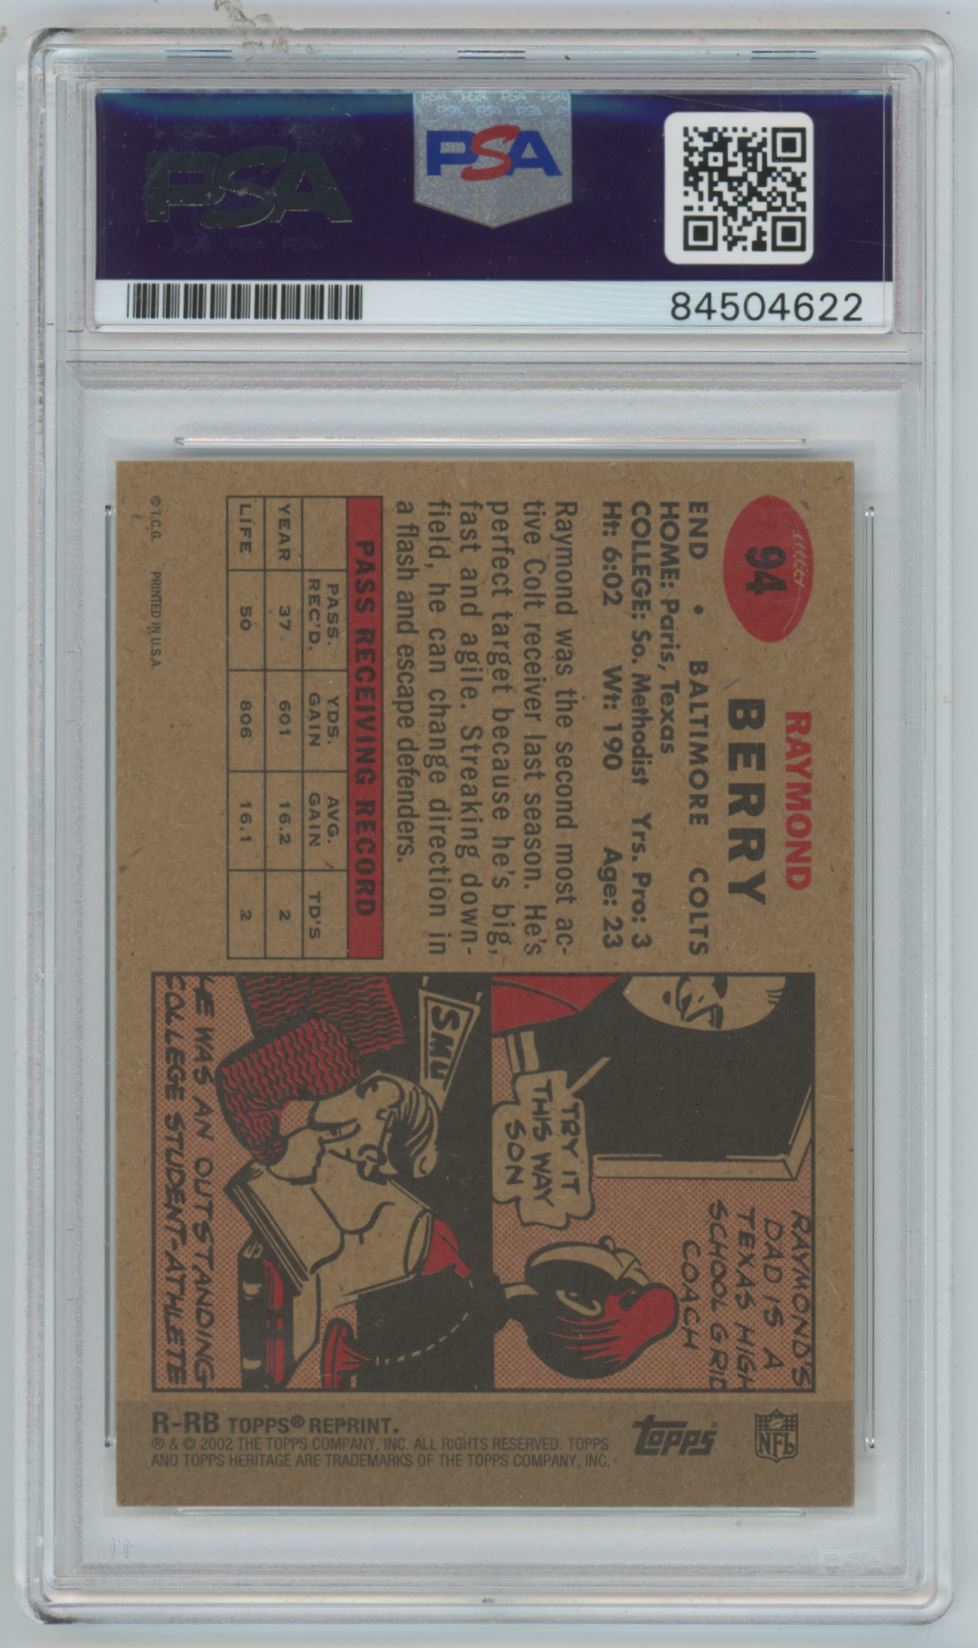 PSA
PSA
84504622
94
RAYMOND
BERRY
END • BALTIMORE COLTS
HOME: Paris, Texas
COLLEGE: So. Methodist Yrs. Pro: 3
Ht: 6:02 Wt: 190 Age: 23
Raymond was the second most ac-
tive Colt receiver last season. He's
perfect target because he's big,
fast and agile. Streaking down-
field, he can change direction in
a flash and escape defenders.
PASS RECEIVING RECORD
PASS. REC'D. YDS. GAIN AVG. GAIN TD'S
YEAR 37 601 16.2 2
LIFE 50 806 16.1 2
© T.C.G. PRINTED IN U.S.A.
RAYMOND'S
DAD IS A
TEXAS HIGH
SCHOOL GRID
COACH
TRY IT
THIS WAY
SON
SMU
HE WAS AN OUTSTANDING
COLLEGE STUDENT-ATHLETE
NFL
Topps
R-RB TOPPS® REPRINT.
® & © 2002 THE TOPPS COMPANY, INC. ALL RIGHTS RESERVED. TOPPS
AND TOPPS HERITAGE ARE TRADEMARKS OF THE TOPPS COMPANY, INC.
PSA